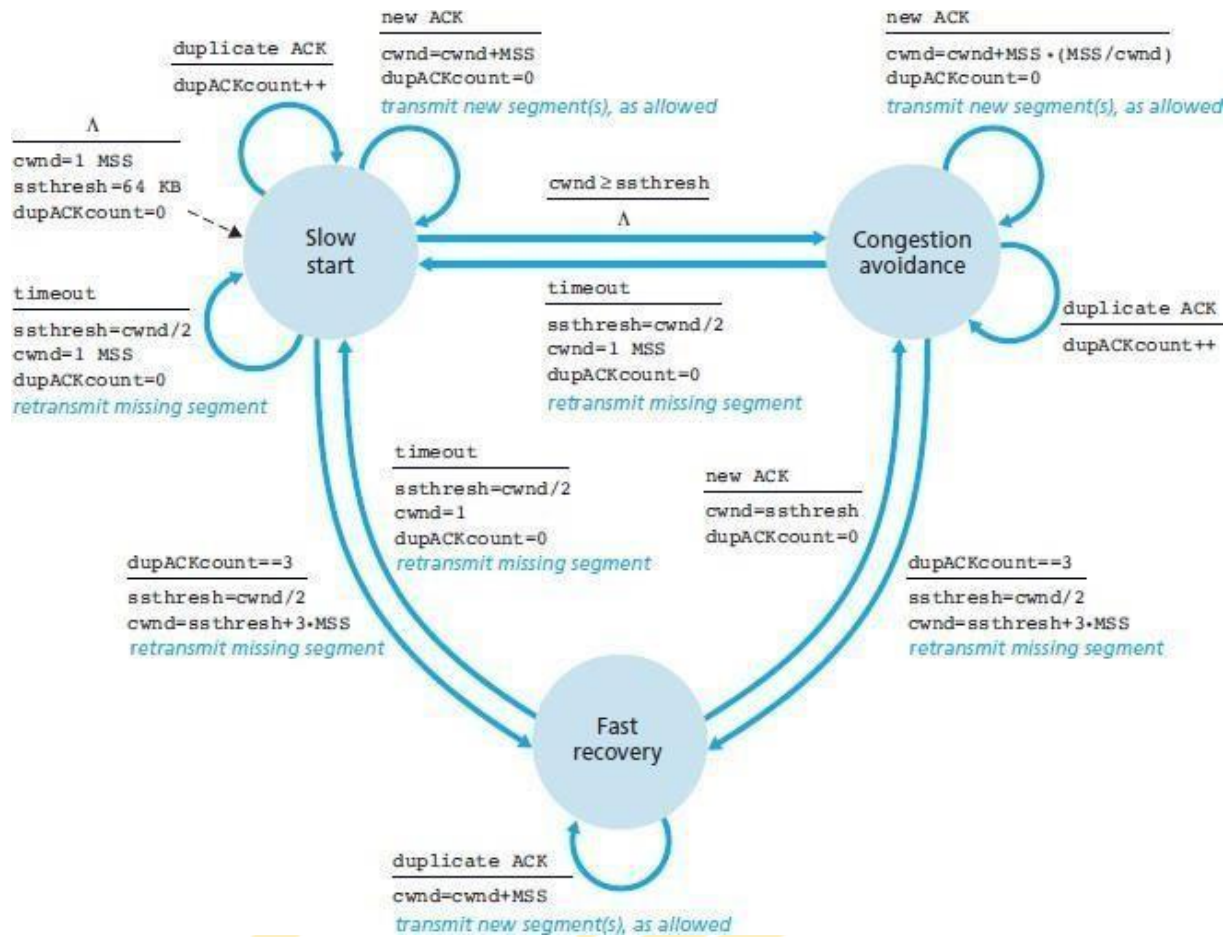 new ACK
cwnd=cwnd+MSS
dupACKcount=0
transmit new segment(s), as allowed
duplicate ACK
dupACKcount++
Λ
cwnd=1 MSS
ssthresh=64 KB
dupACKcount=0
Slow
start
timeout
ssthresh=cwnd/2
cwnd=1 MSS
dupACKcount=0
retransmit missing segment
cwnd≥ssthresh
Λ
timeout
ssthresh=cwnd/2
cwnd=1 MSS
dupACKcount=0
retransmit missing segment
new ACK
cwnd=cwnd+MSS•(MSS/cwnd)
dupACKcount=0
transmit new segment(s), as allowed
Congestion
avoidance
duplicate ACK
dupACKcount++
timeout
ssthresh=cwnd/2
cwnd=1
dupACKcount=0
retransmit missing segment
new ACK
cwnd=ssthresh
dupACKcount=0
dupACKcount==3
ssthresh=cwnd/2
cwnd=ssthresh+3•MSS
retransmit missing segment
dupACKcount==3
ssthresh=cwnd/2
cwnd=ssthresh+3•MSS
retransmit missing segment
Fast
recovery
duplicate ACK
cwnd=cwnd+MSS
transmit new segment(s), as allowed